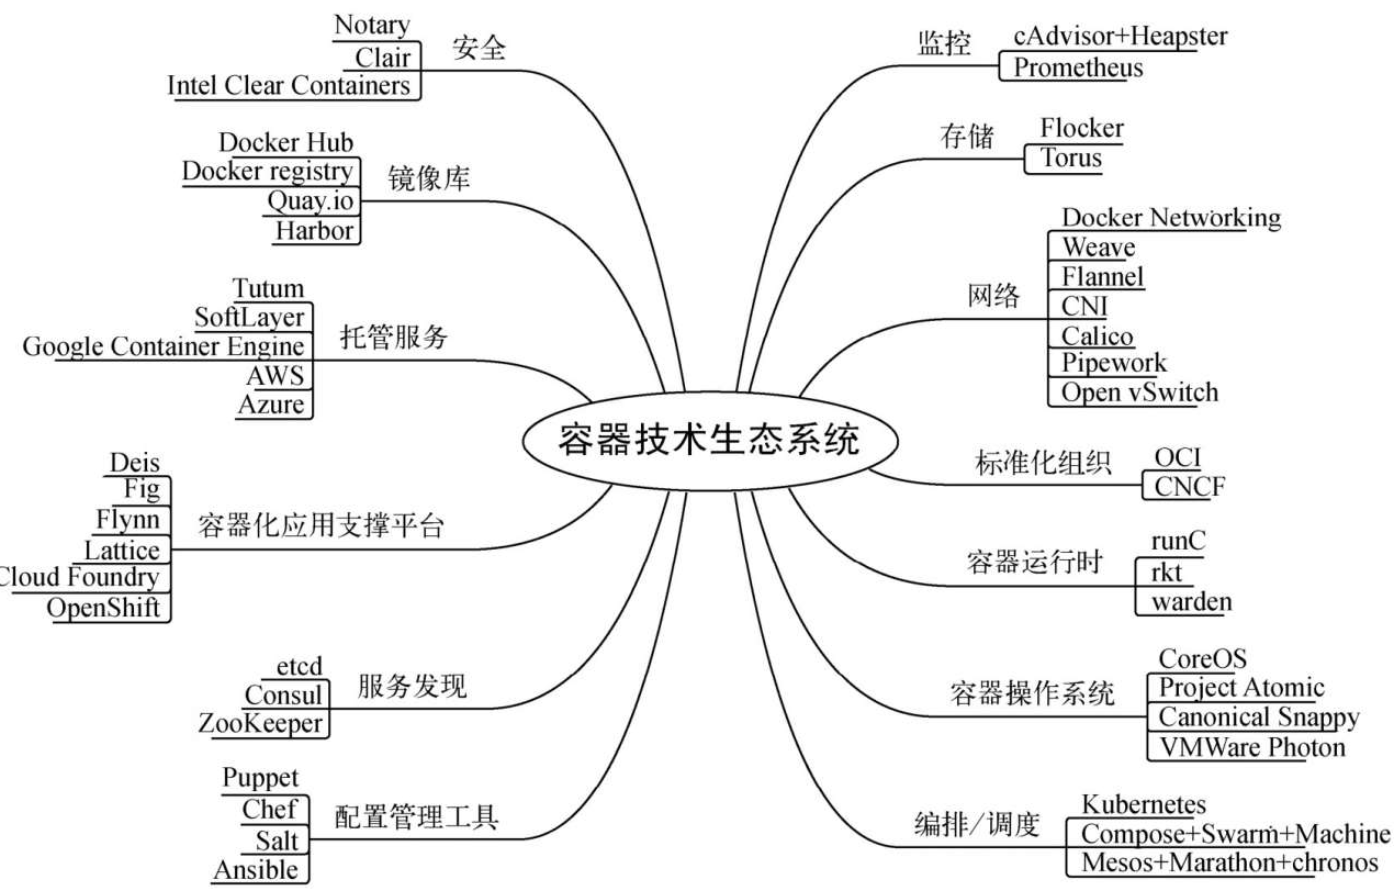 容器技术生态系统
安全
Notary
Clair
Intel Clear Containers
镜像库
Docker Hub
Docker registry
Quay.io
Harbor
托管服务
Tutum
SoftLayer
Google Container Engine
AWS
Azure
容器化应用支撑平台
Deis
Fig
Flynn
Lattice
Cloud Foundry
OpenShift
服务发现
etcd
Consul
ZooKeeper
配置管理工具
Puppet
Chef
Salt
Ansible
监控
cAdvisor+Heapster
Prometheus
存储
Flocker
Torus
网络
Docker Networking
Weave
Flannel
CNI
Calico
Pipework
Open vSwitch
标准化组织
OCI
CNCF
容器运行时
runC
rkt
warden
容器操作系统
CoreOS
Project Atomic
Canonical Snappy
VMWare Photon
编排/调度
Kubernetes
Compose+Swarm+Machine
Mesos+Marathon+chronos